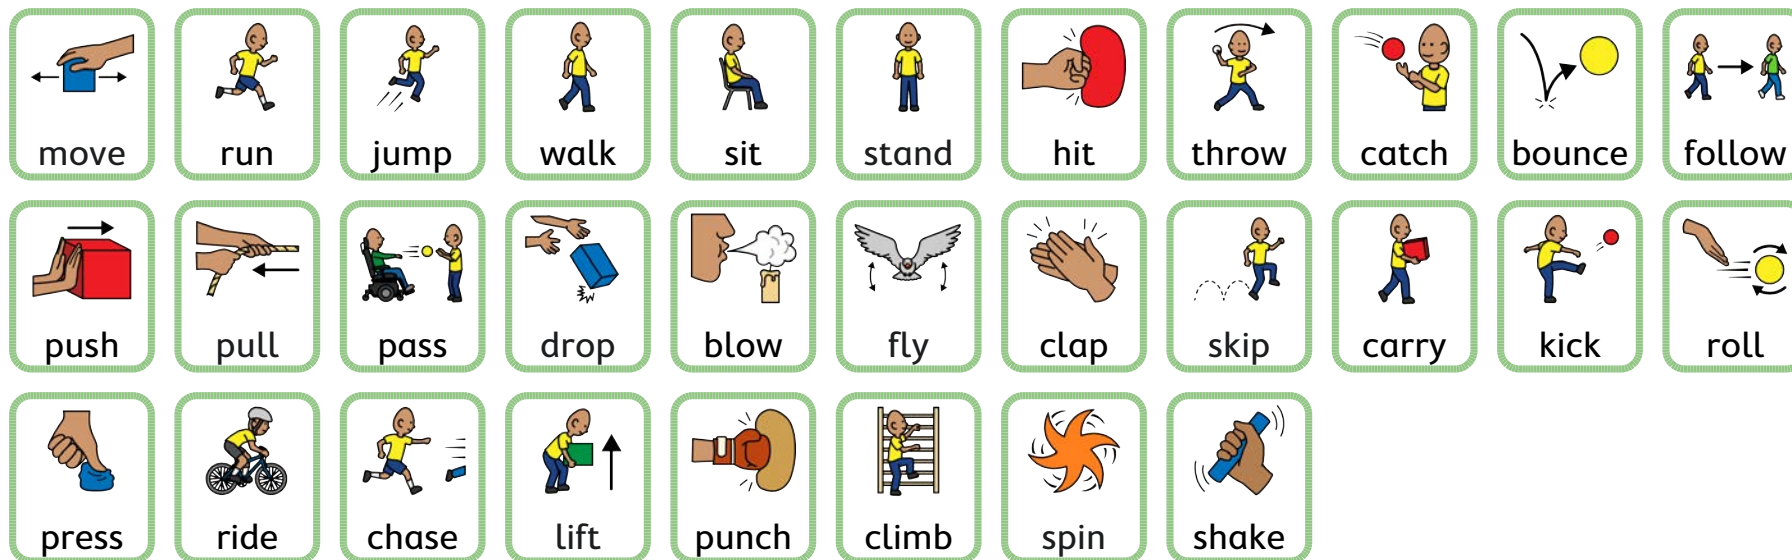 move run jump walk sit stand hit throw catch bounce follow
push pull pass drop blow fly clap skip carry kick roll
press ride chase lift punch climb spin shake